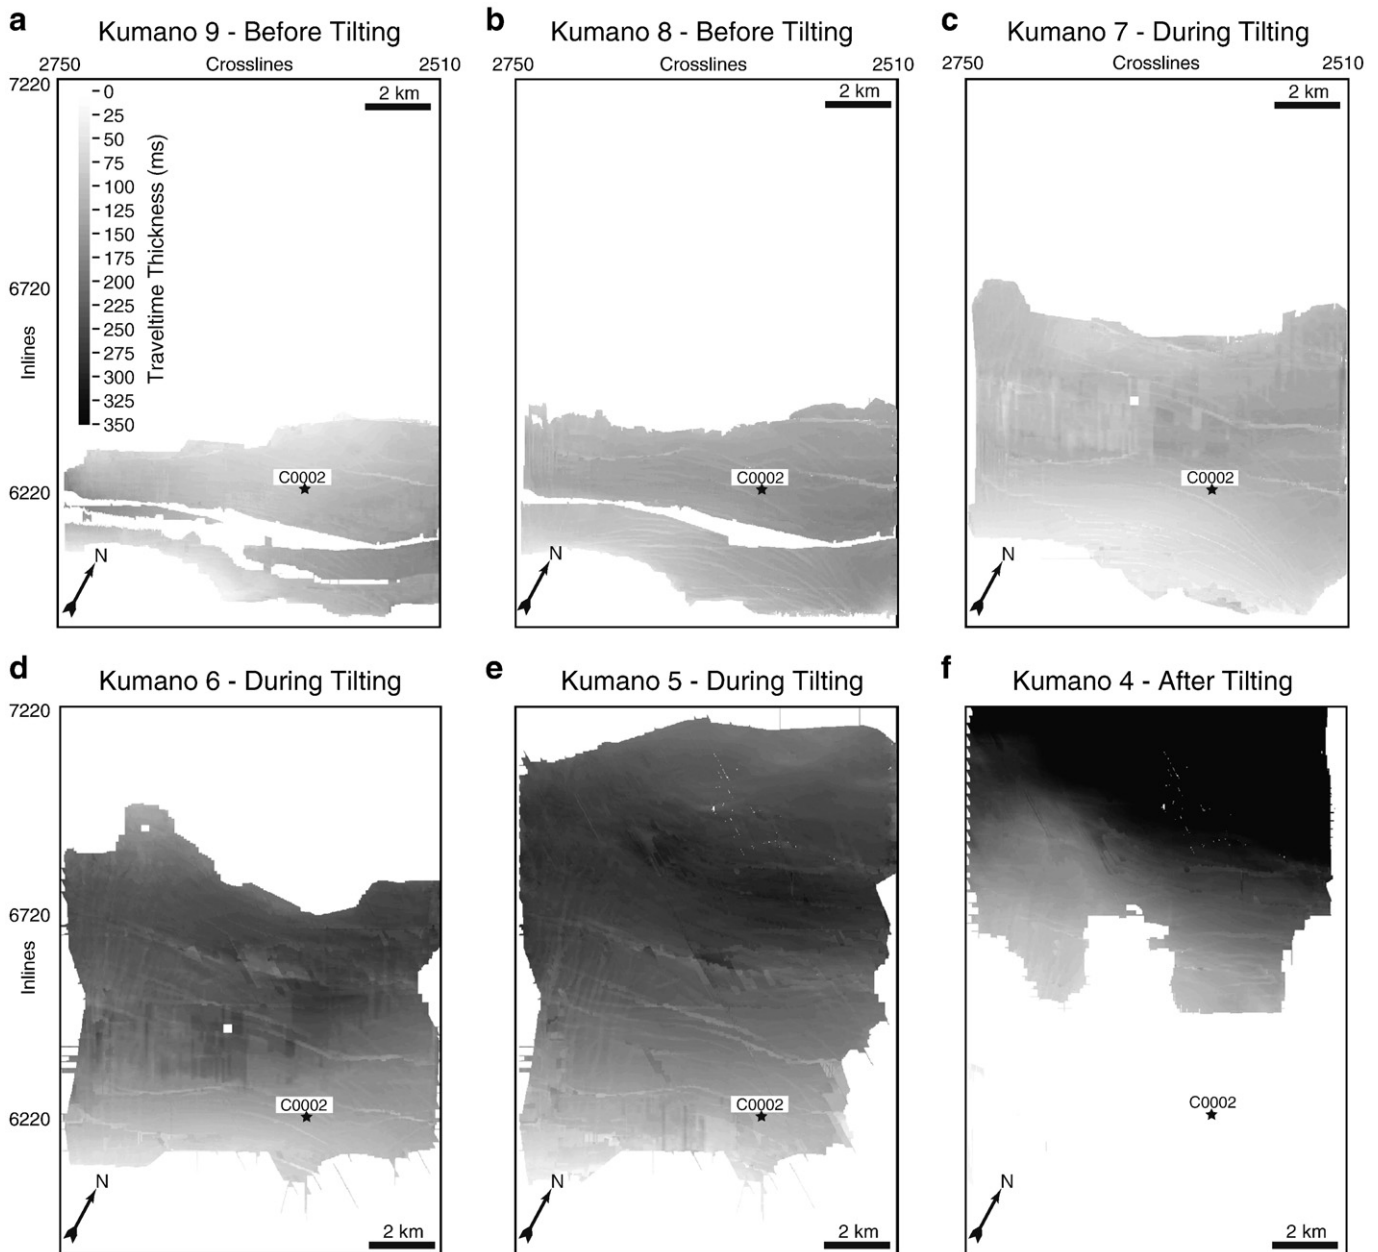 a
Kumano 9 - Before Tilting
2750 Crosslines 2510
7220
2 km
0
25
50
75
100
125
150
175
200
225
250
275
300
325
350
Traveltime Thickness (ms)
6720
Inlines
6220
C0002
N
b
Kumano 8 - Before Tilting
2750 Crosslines 2510
2 km
C0002
N
c
Kumano 7 - During Tilting
2750 Crosslines 2510
2 km
C0002
N
d
Kumano 6 - During Tilting
7220
6720
Inlines
6220
C0002
N
2 km
e
Kumano 5 - During Tilting
C0002
N
2 km
f
Kumano 4 - After Tilting
C0002
N
2 km